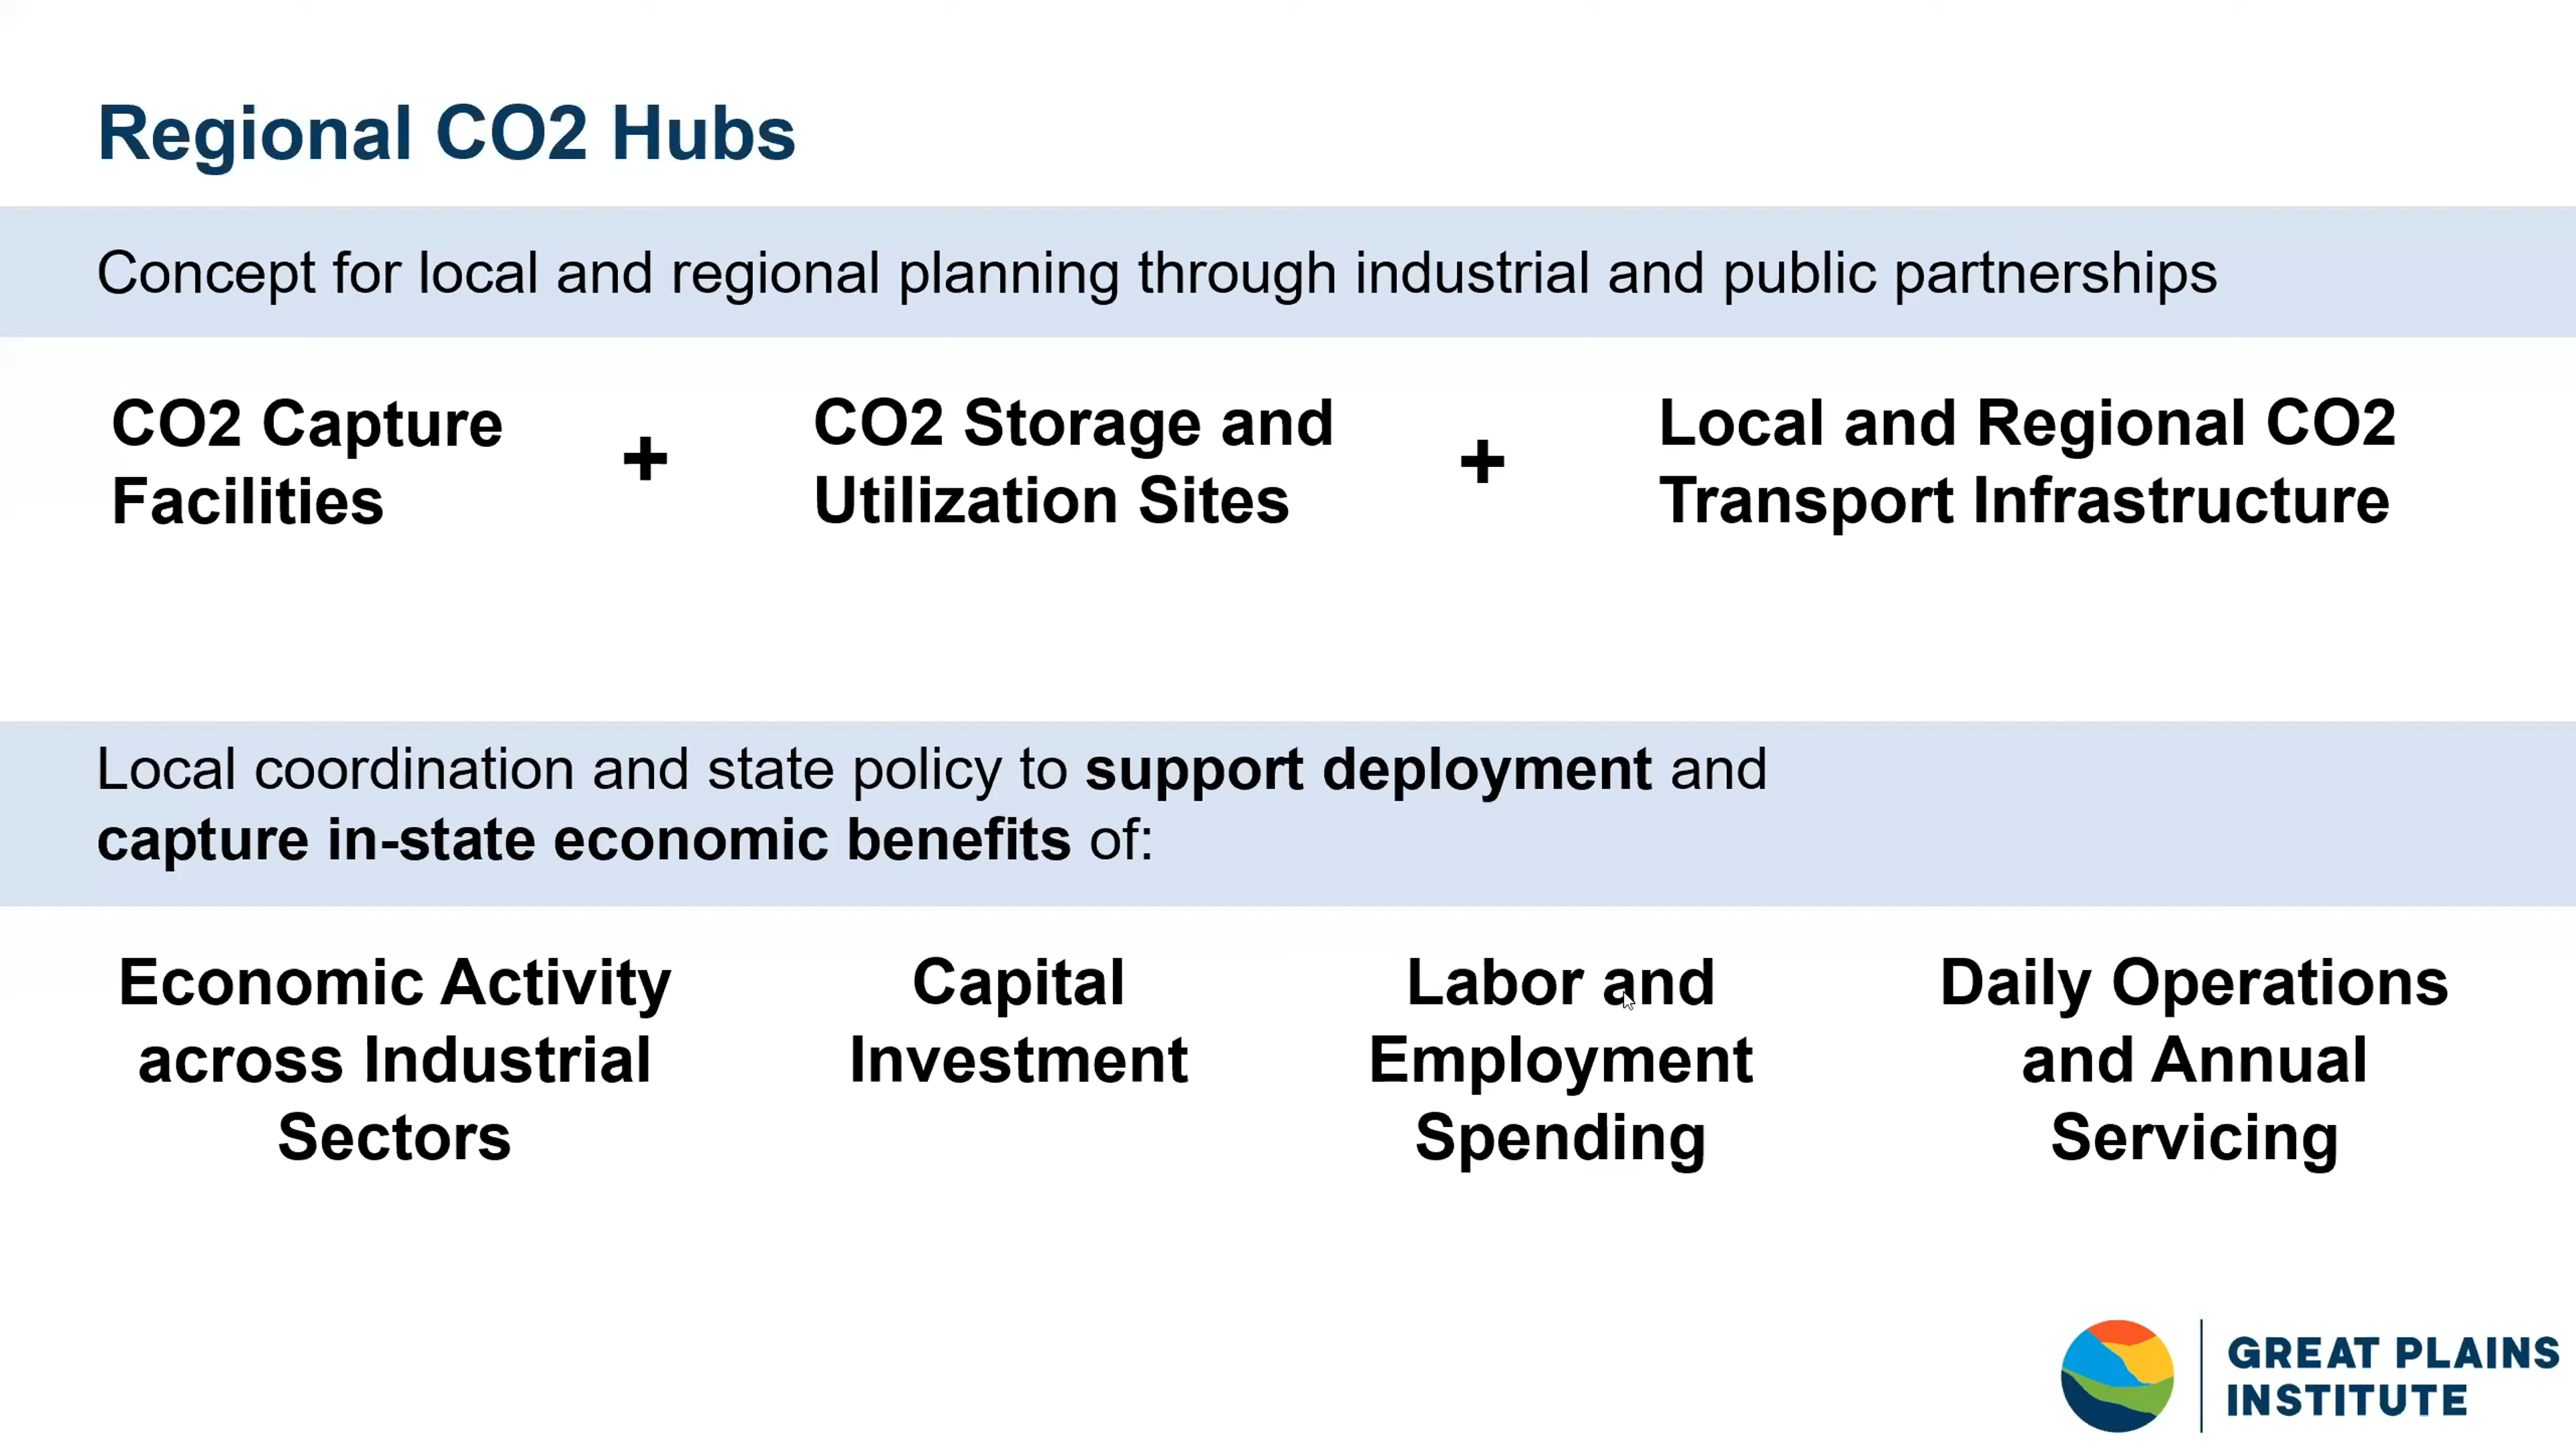 Regional CO2 Hubs
Concept for local and regional planning through industrial and public partnerships
CO2 Capture
Facilities
+
CO2 Storage and
Utilization Sites
+
Local and Regional CO2
Transport Infrastructure
Local coordination and state policy to support deployment and
capture in-state economic benefits of:
Economic Activity
across Industrial
Sectors
Capital
Investment
Labor and
Employment
Spending
Daily Operations
and Annual
Servicing
GREAT PLAINS
INSTITUTE